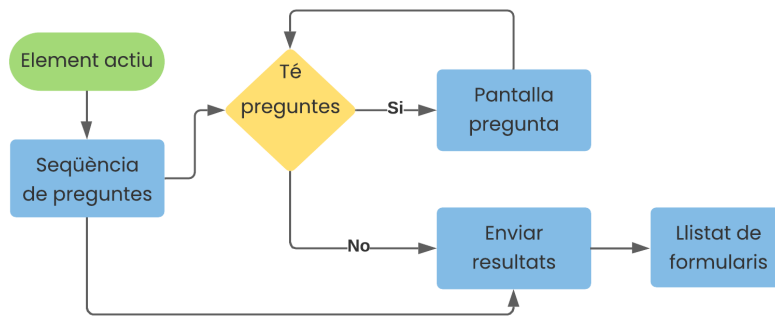 Element actiu
Seqüència
de preguntes
Té
preguntes
Si
Pantalla
pregunta
No
Enviar
resultats
Llistat de
formularis